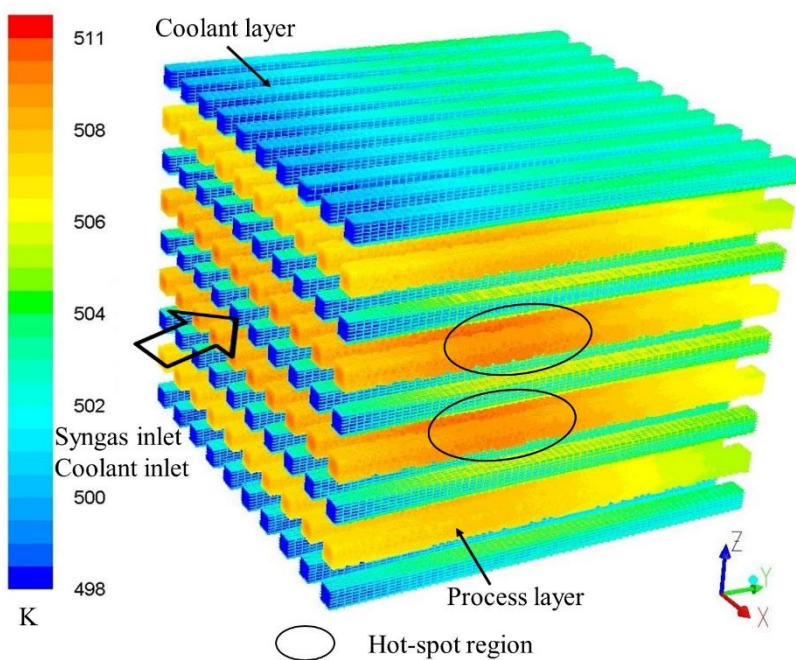 Coolant layer
511
508
506
504
502
500
498
K
Syngas inlet
Coolant inlet
Process layer
Hot-spot region
Z
Y
X